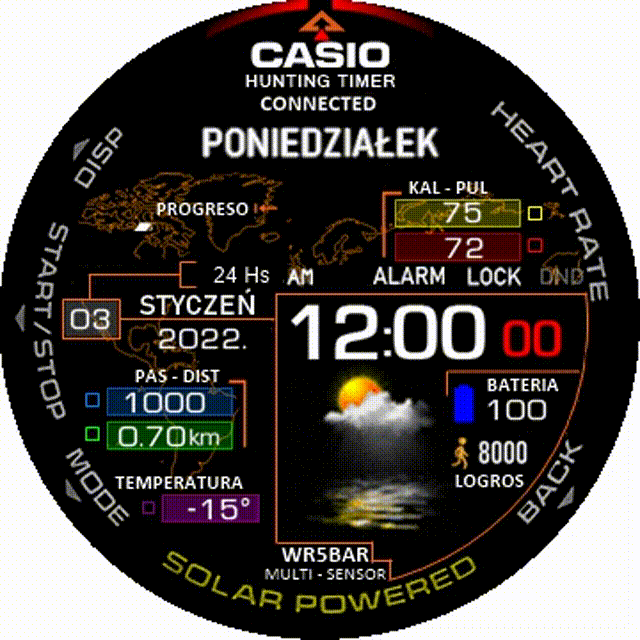 CASIO
HUNTING TIMER
CONNECTED
PONIEDZIAŁEK
DISP
HEART RATE
PROGRESO
KAL - PUL
75
72
24 Hs AM ALARM LOCK DND
START/STOP
03
STYCZEŃ
2022.
12:00 00
PAS - DIST
1000
0.70km
BATERIA
100
8000
LOGROS
TEMPERATURA
-15°
MODE
BACK
WR5BAR
MULTI - SENSOR
SOLAR POWERED